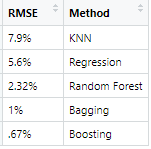 RMSE Method
7.9% KNN
5.6% Regression
2.32% Random Forest
1% Bagging
.67% Boosting